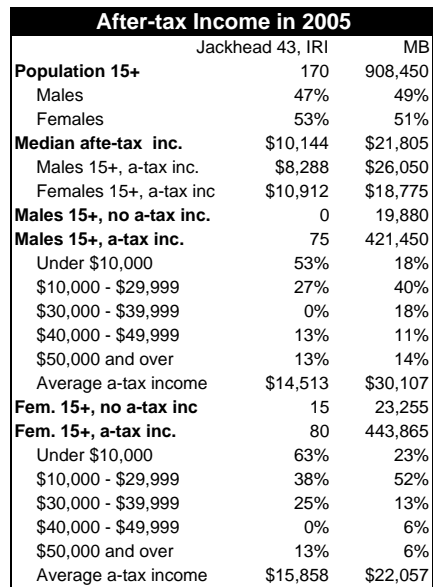 After-tax Income in 2005
Jackhead 43, IRI MB
Population 15+ 170 908,450
Males 47% 49%
Females 53% 51%
Median afte-tax inc. $10,144 $21,805
Males 15+, a-tax inc. $8,288 $26,050
Females 15+, a-tax inc $10,912 $18,775
Males 15+, no a-tax inc. 0 19,880
Males 15+, a-tax inc. 75 421,450
Under $10,000 53% 18%
$10,000 - $29,999 27% 40%
$30,000 - $39,999 0% 18%
$40,000 - $49,999 13% 11%
$50,000 and over 13% 14%
Average a-tax income $14,513 $30,107
Fem. 15+, no a-tax inc 15 23,255
Fem. 15+, a-tax inc. 80 443,865
Under $10,000 63% 23%
$10,000 - $29,999 38% 52%
$30,000 - $39,999 25% 13%
$40,000 - $49,999 0% 6%
$50,000 and over 13% 6%
Average a-tax income $15,858 $22,057